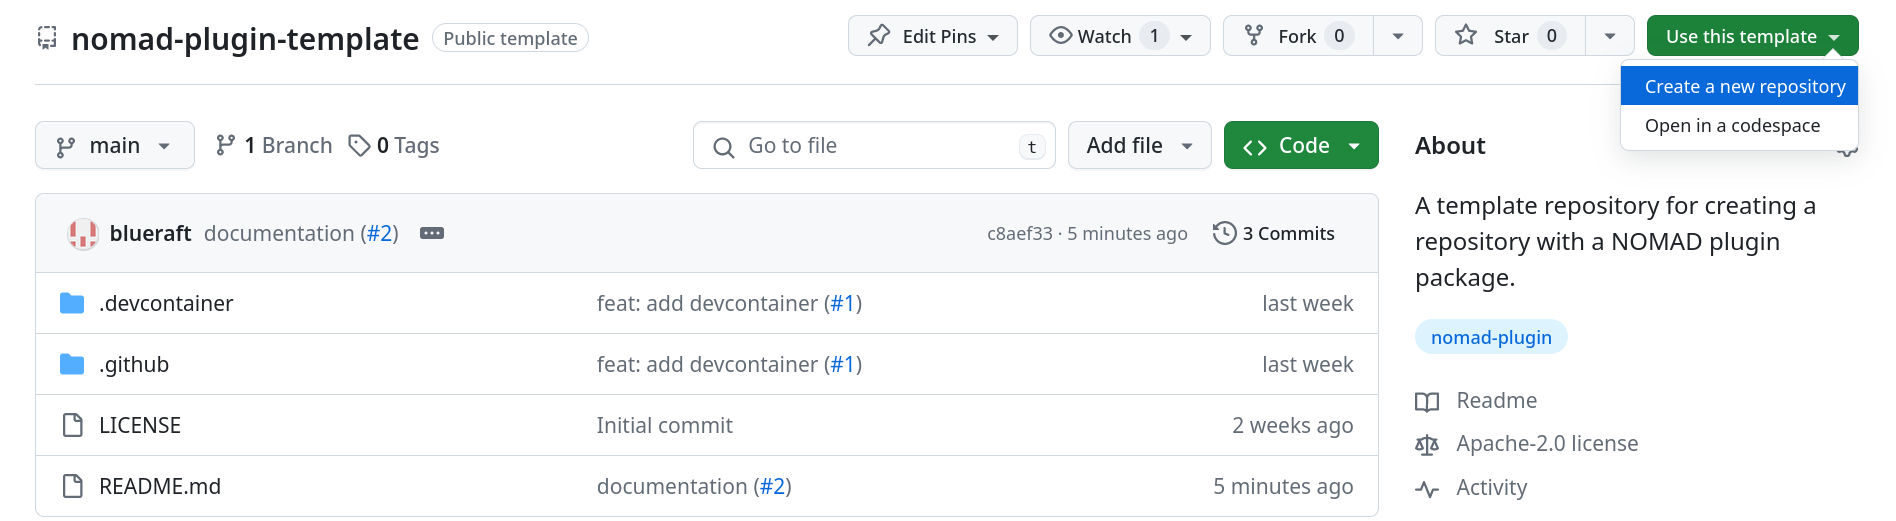 nomad-plugin-template Public template Edit Pins Watch 1 Fork 0 Star 0 Use this template
Create a new repository
Open in a codespace
main 1 Branch 0 Tags Go to file t Add file Code
blueraft documentation (#2) c8aef33 · 5 minutes ago 3 Commits
.devcontainer feat: add devcontainer (#1) last week
.github feat: add devcontainer (#1) last week
LICENSE Initial commit 2 weeks ago
README.md documentation (#2) 5 minutes ago
About
A template repository for creating a
repository with a NOMAD plugin
package.
nomad-plugin
Readme
Apache-2.0 license
Activity